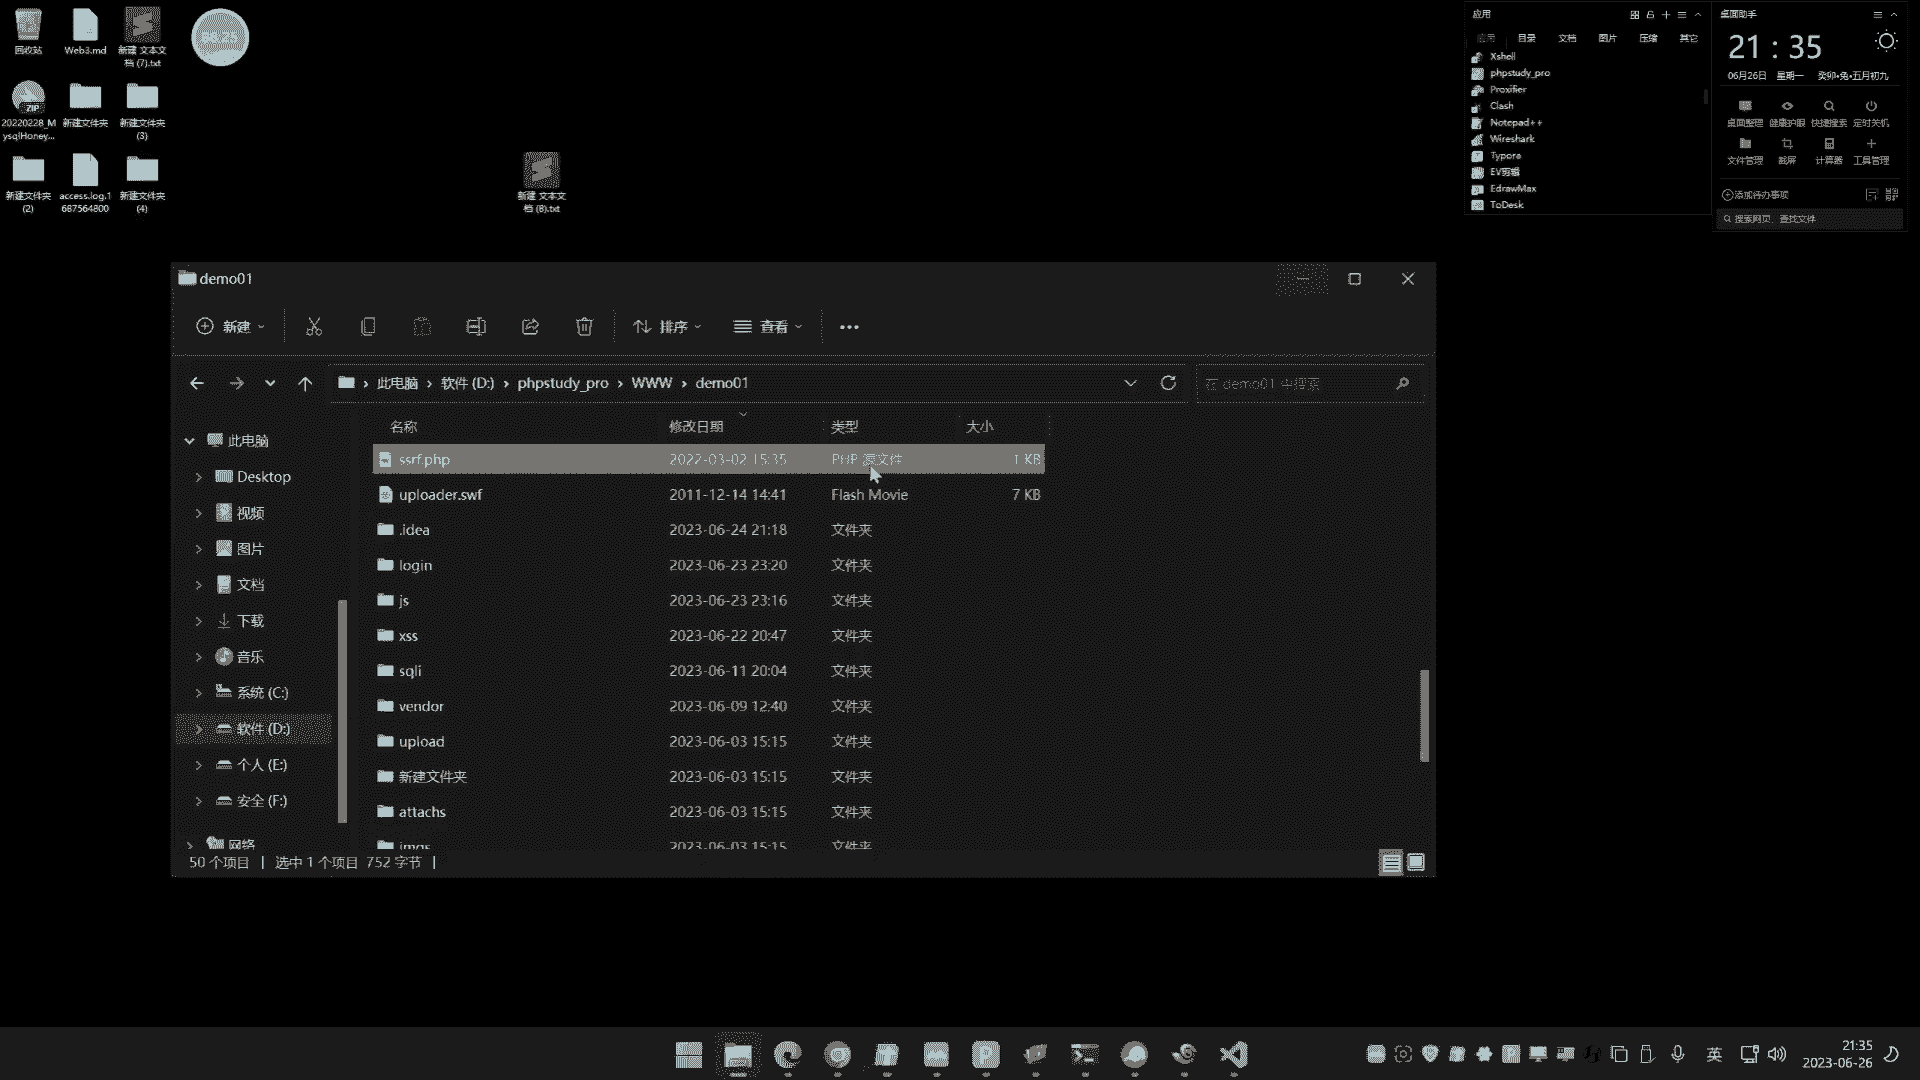 回收站
Web3.md
新建 文本文
档 (7).txt
ZIP
20220228_M
ysqlHoney...
新建文件夹
新建文件夹
(3)
新建文件夹
(2)
access.log.1
687564800
新建文件夹
(4)
新建 文本文
档 (8).txt
应用
应用 目录 文档 图片 压缩 其它
Xshell
phpstudy_pro
Proxifier
Clash
Notepad++
Wireshark
Typora
EV剪辑
EdrawMax
ToDesk
桌面助手
21 : 35
06月26日 星期一 癸卯•兔•五月初九
桌面整理 健康护眼 快捷搜索 定时关机
文件管理 截屏 计算器 工具管理
添加待办事项
搜索网页、查找文件
demo01
新建
排序
查看
此电脑 › 软件 (D:) › phpstudy_pro › WWW › demo01
在 demo01 中搜索
名称 修改日期 类型 大小
ssrf.php 2022-03-02 15:35 PHP 源文件 1 KB
uploader.swf 2011-12-14 14:41 Flash Movie 7 KB
.idea 2023-06-24 21:18 文件夹
login 2023-06-23 23:20 文件夹
js 2023-06-23 23:16 文件夹
xss 2023-06-22 20:47 文件夹
sqli 2023-06-11 20:04 文件夹
vendor 2023-06-09 12:40 文件夹
upload 2023-06-03 15:15 文件夹
新建文件夹 2023-06-03 15:15 文件夹
attachs 2023-06-03 15:15 文件夹
imgs 2023-06-03 15:15 文件夹
此电脑
Desktop
视频
图片
文档
下载
音乐
系统 (C:)
软件 (D:)
个人 (E:)
安全 (F:)
网络
50 个项目 | 选中 1 个项目 752 字节 |
英
21:35
2023-06-26